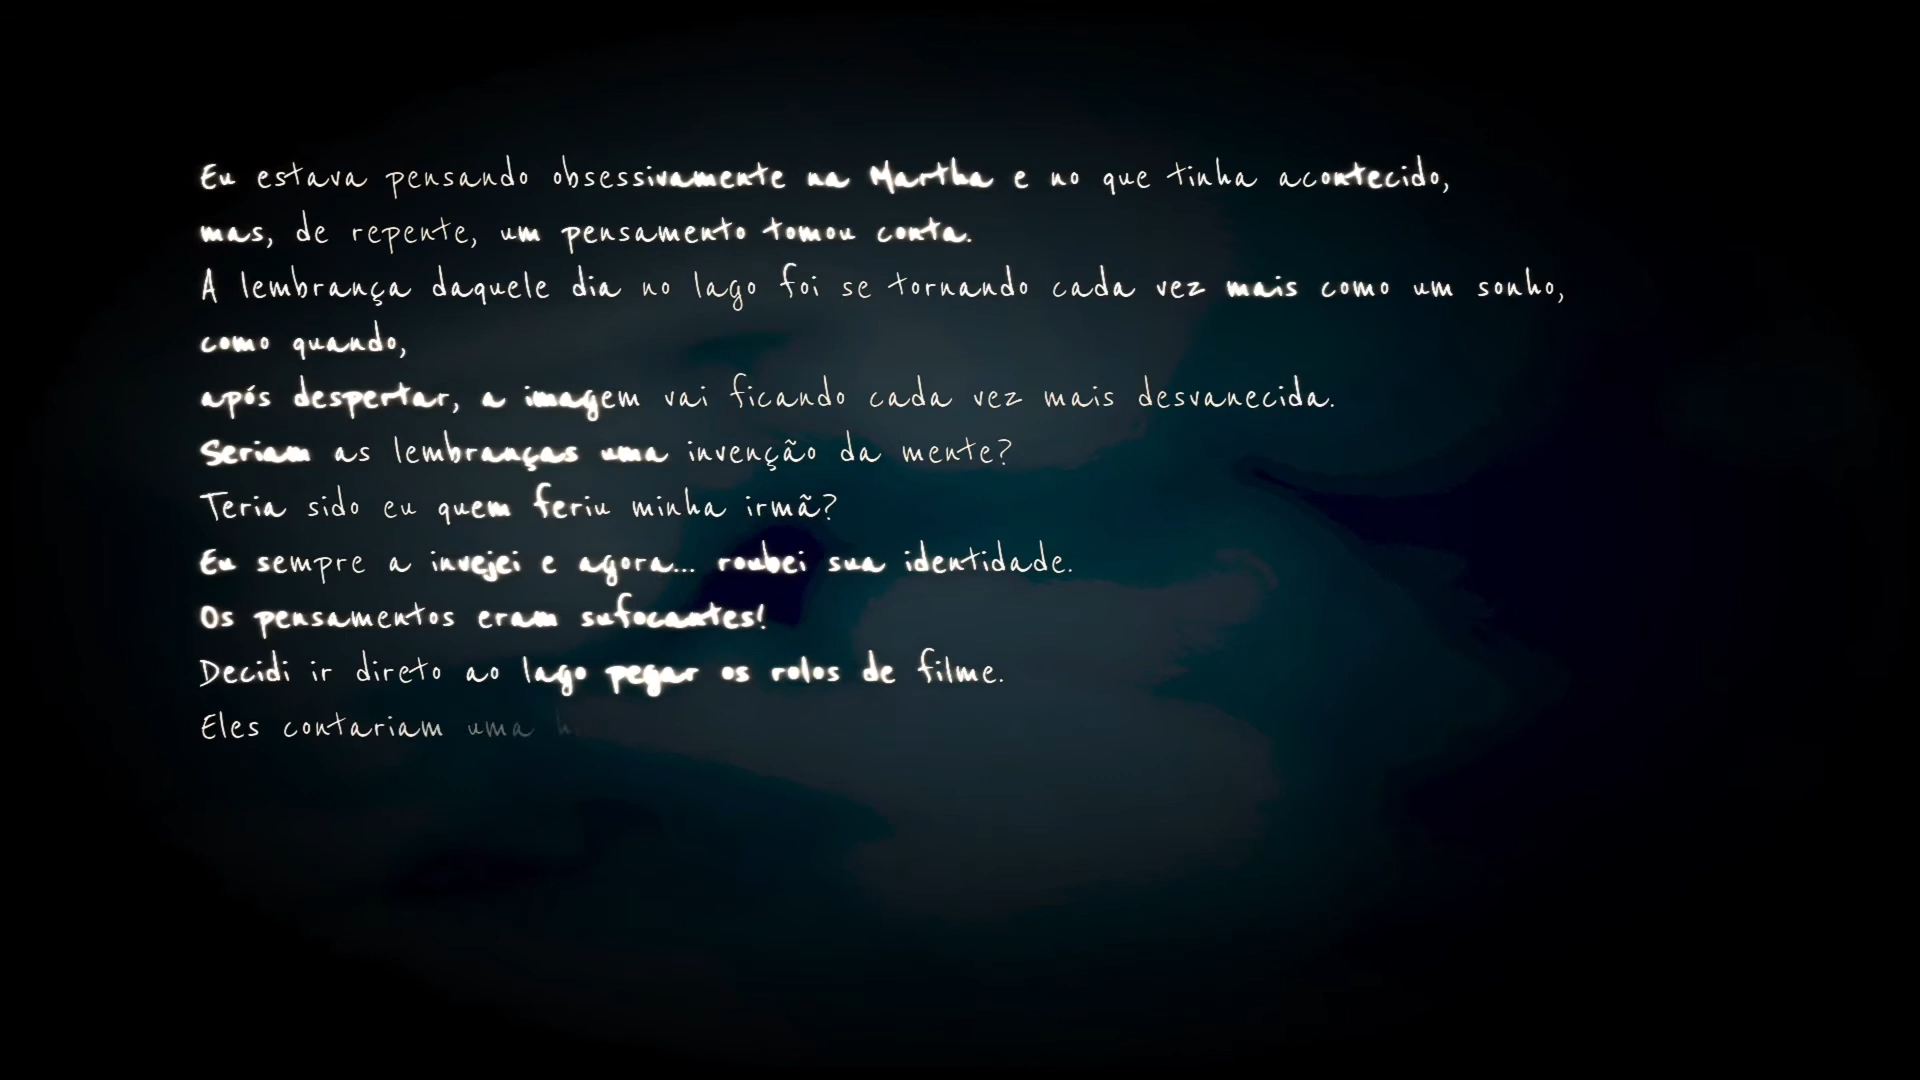 Eu estava pensando obsessivamente na Martha e no que tinha acontecido,
mas, de repente, um pensamento tomou conta.
A lembrança daquele dia no lago foi se tornando cada vez mais como um sonho,
como quando,
após despertar, a imagem vai ficando cada vez mais desvanecida.
Seriam as lembranças uma invenção da mente?
Teria sido eu quem feriu minha irmã?
Eu sempre a invejei e agora... roubei sua identidade.
Os pensamentos eram sufocantes!
Decidi ir direto ao lago pegar os rolos de filme.
Eles contariam uma